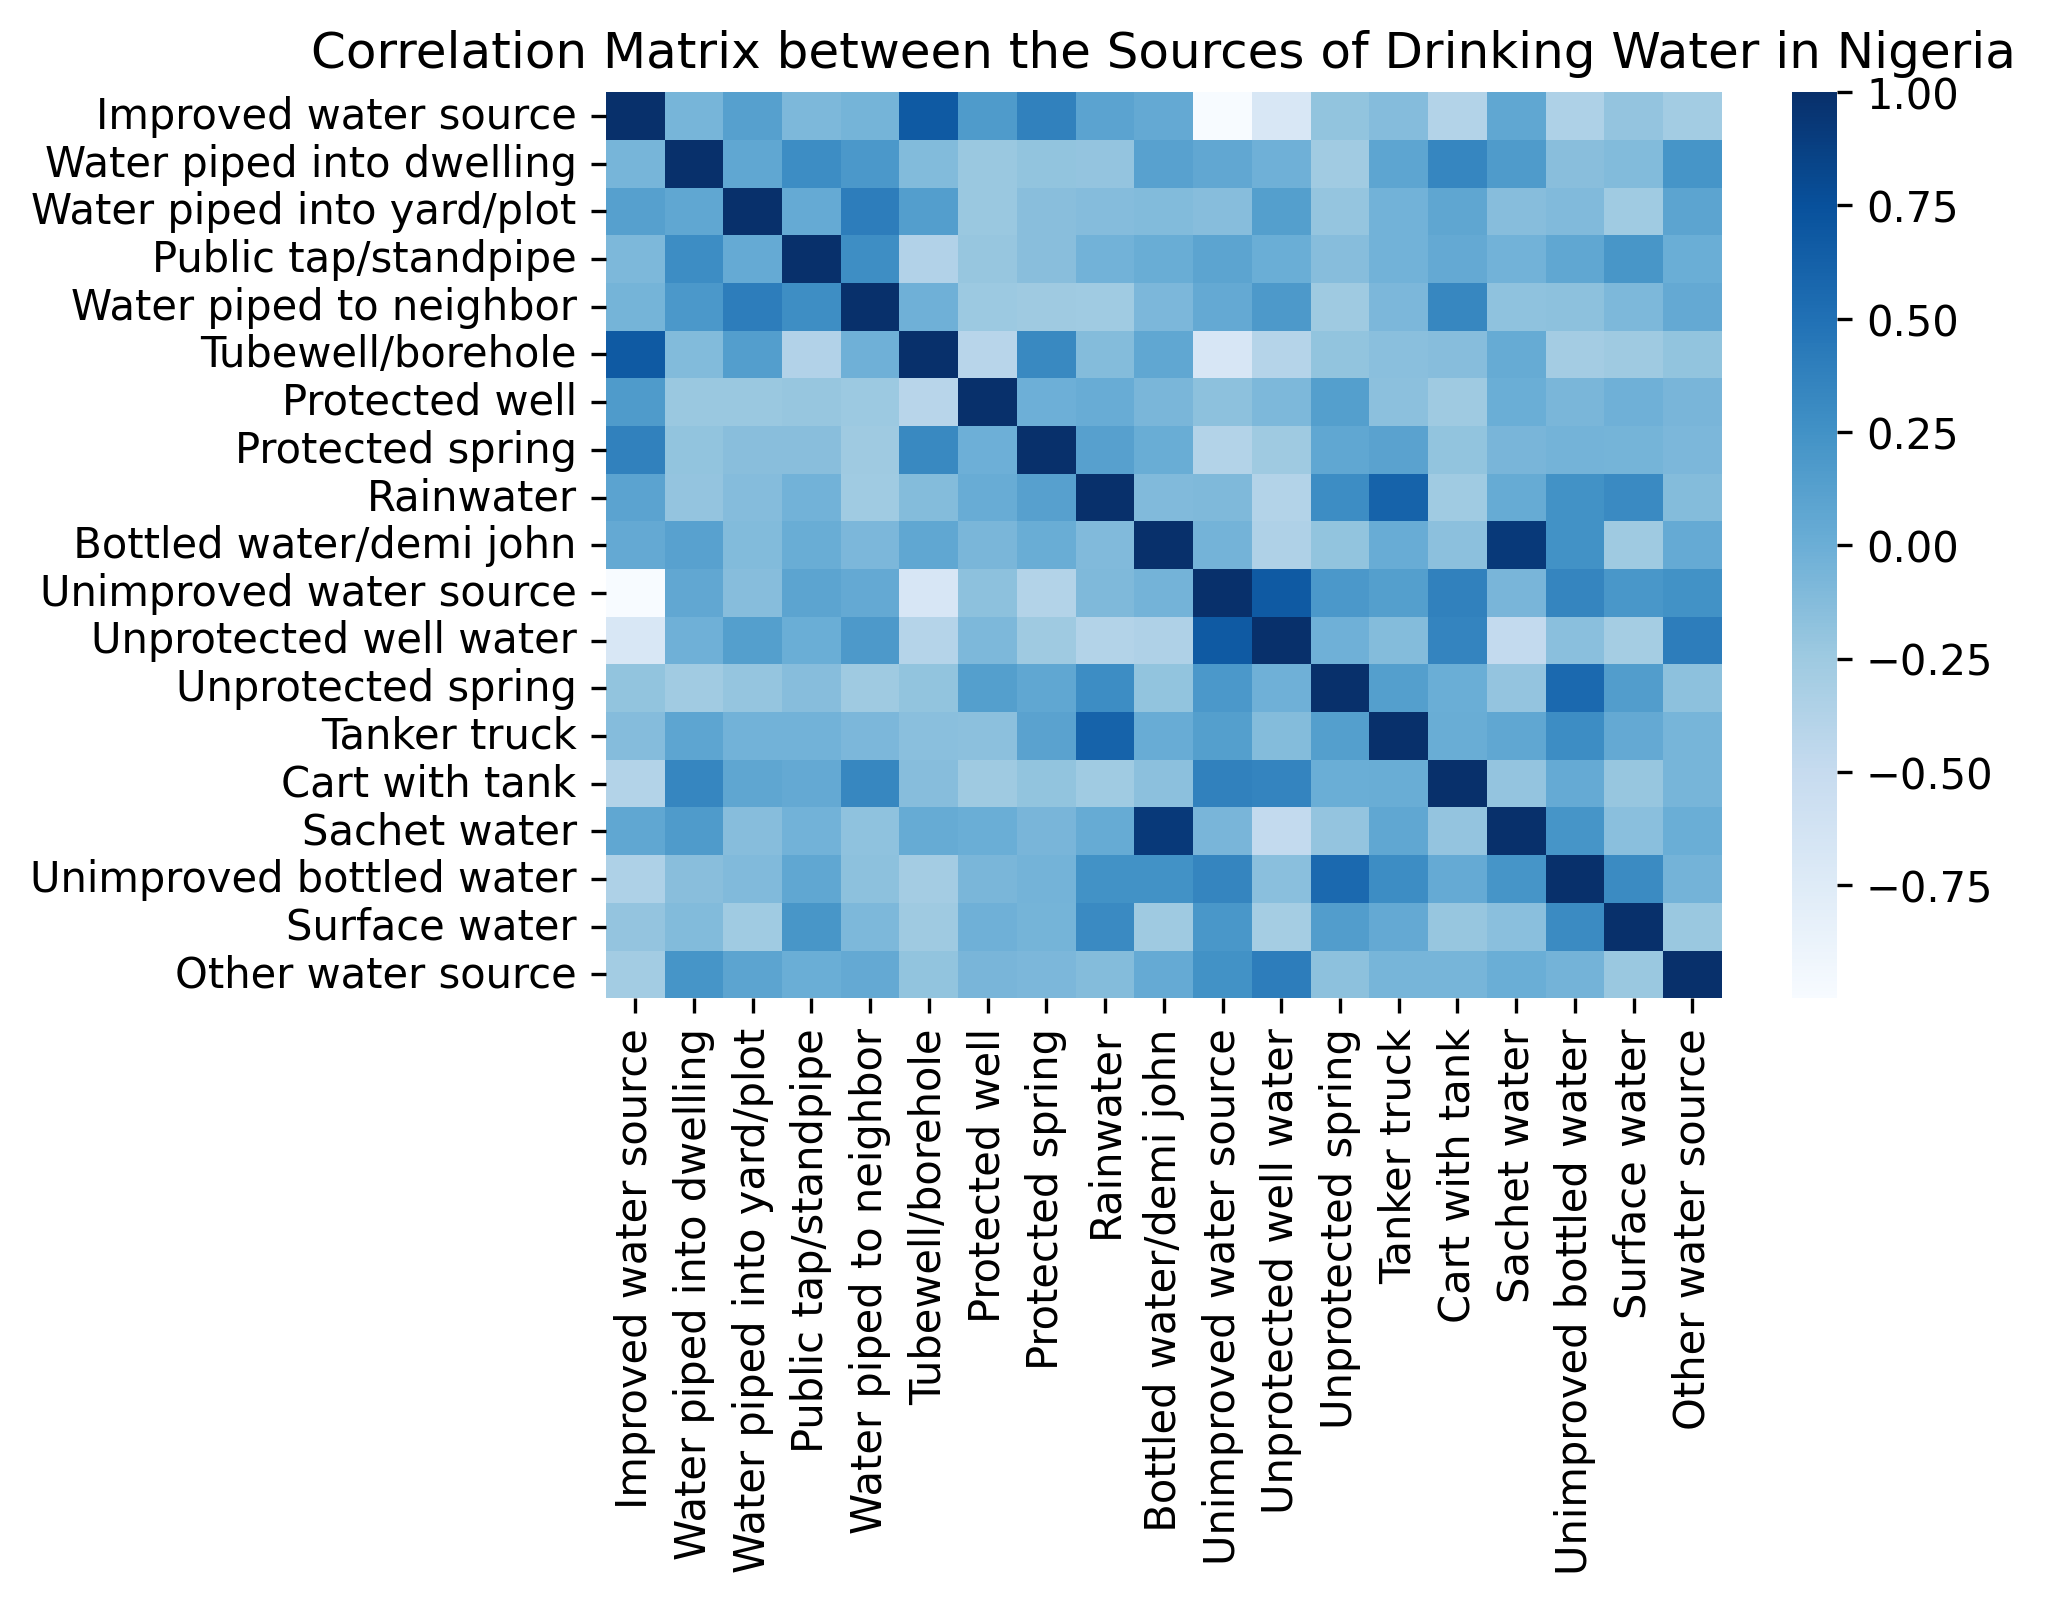 Correlation Matrix between the Sources of Drinking Water in Nigeria
Improved water source
Water piped into dwelling
Water piped into yard/plot
Public tap/standpipe
Water piped to neighbor
Tubewell/borehole
Protected well
Protected spring
Rainwater
Bottled water/demi john
Unimproved water source
Unprotected well water
Unprotected spring
Tanker truck
Cart with tank
Sachet water
Unimproved bottled water
Surface water
Other water source
Improved water source
Water piped into dwelling
Water piped into yard/plot
Public tap/standpipe
Water piped to neighbor
Tubewell/borehole
Protected well
Protected spring
Rainwater
Bottled water/demi john
Unimproved water source
Unprotected well water
Unprotected spring
Tanker truck
Cart with tank
Sachet water
Unimproved bottled water
Surface water
Other water source
1.00
0.75
0.50
0.25
0.00
−0.25
−0.50
−0.75